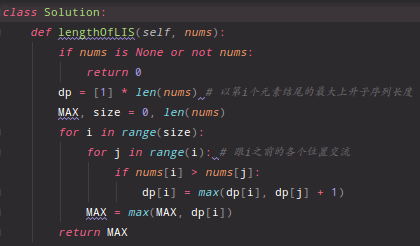 class Solution:
    def lengthOfLIS(self, nums):
        if nums is None or not nums:
            return 0
        dp = [1] * len(nums) # 以第i个元素结尾的最大上升子序列长度
        MAX, size = 0, len(nums)
        for i in range(size):
            for j in range(i): # 跟i之前的各个位置交流
                if nums[i] > nums[j]:
                    dp[i] = max(dp[i], dp[j] + 1)
            MAX = max(MAX, dp[i])
        return MAX